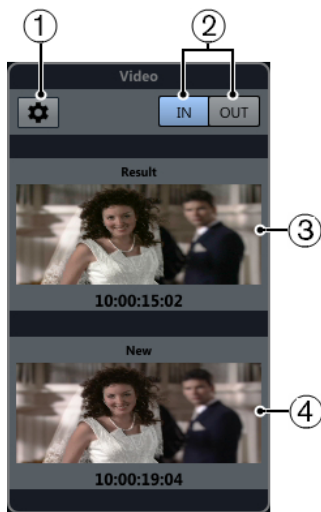 ① ②
Video
IN OUT
Result
③
10:00:15:02
New
④
10:00:19:04